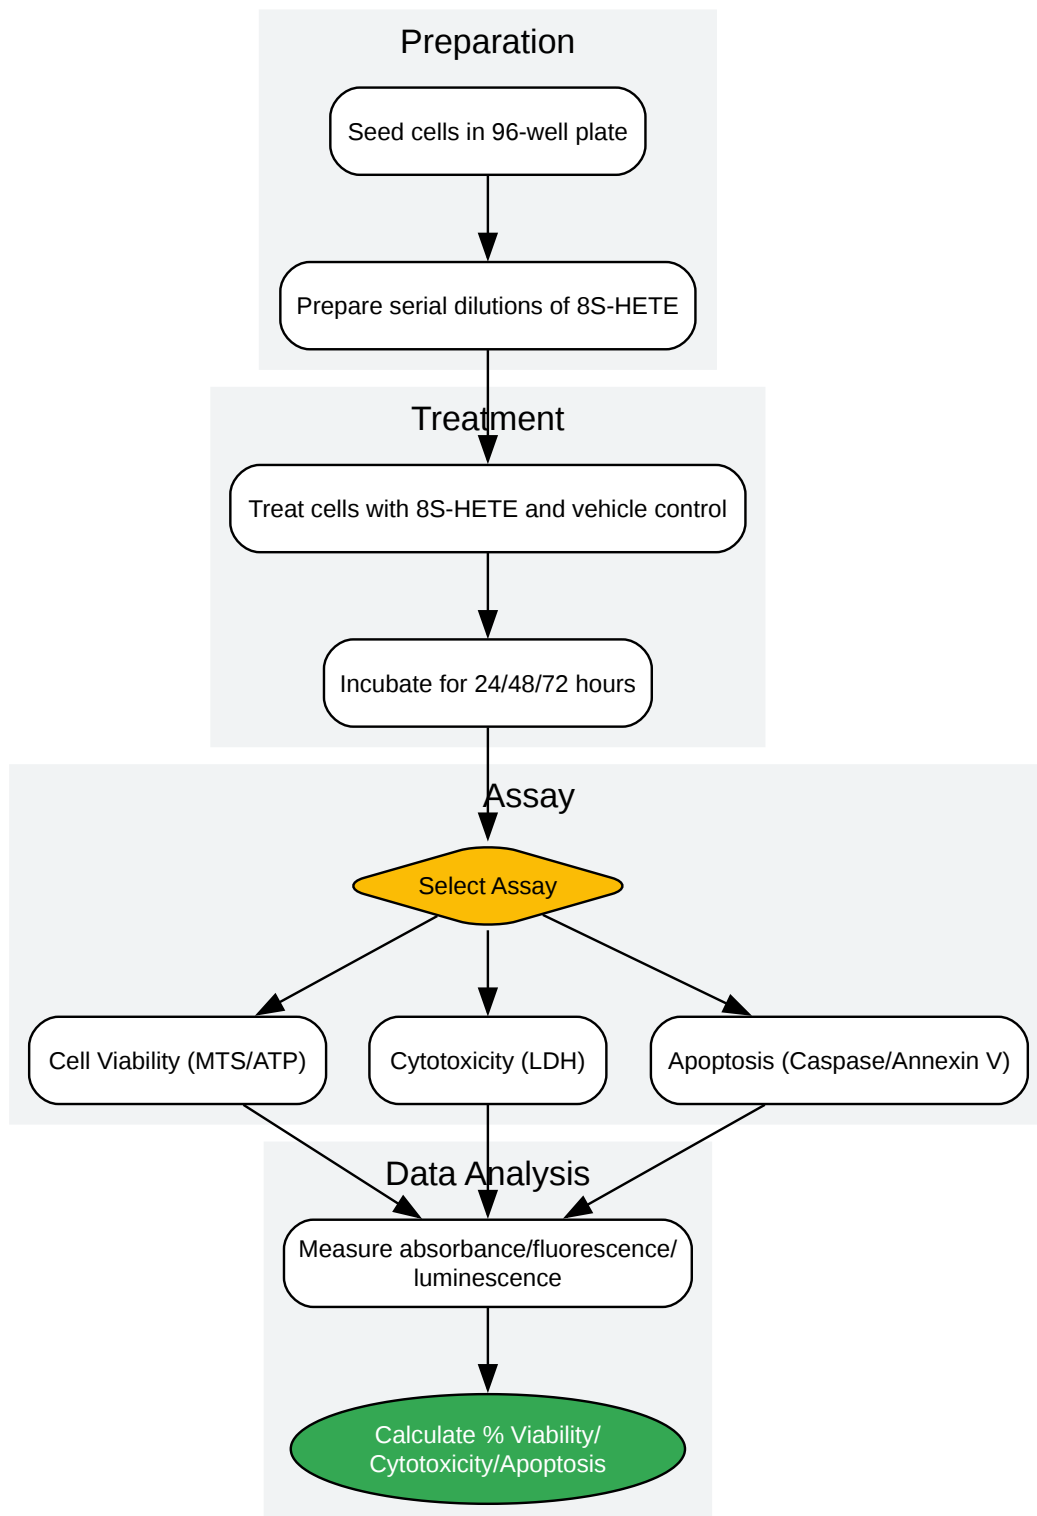 Preparation
Seed cells in 96-well plate
Prepare serial dilutions of 8S-HETE
Treatment
Treat cells with 8S-HETE and vehicle control
Incubate for 24/48/72 hours
Assay
Select Assay
Cell Viability (MTS/ATP)
Cytotoxicity (LDH)
Apoptosis (Caspase/Annexin V)
Data Analysis
Measure absorbance/fluorescence/
luminescence
Calculate % Viability/
Cytotoxicity/Apoptosis